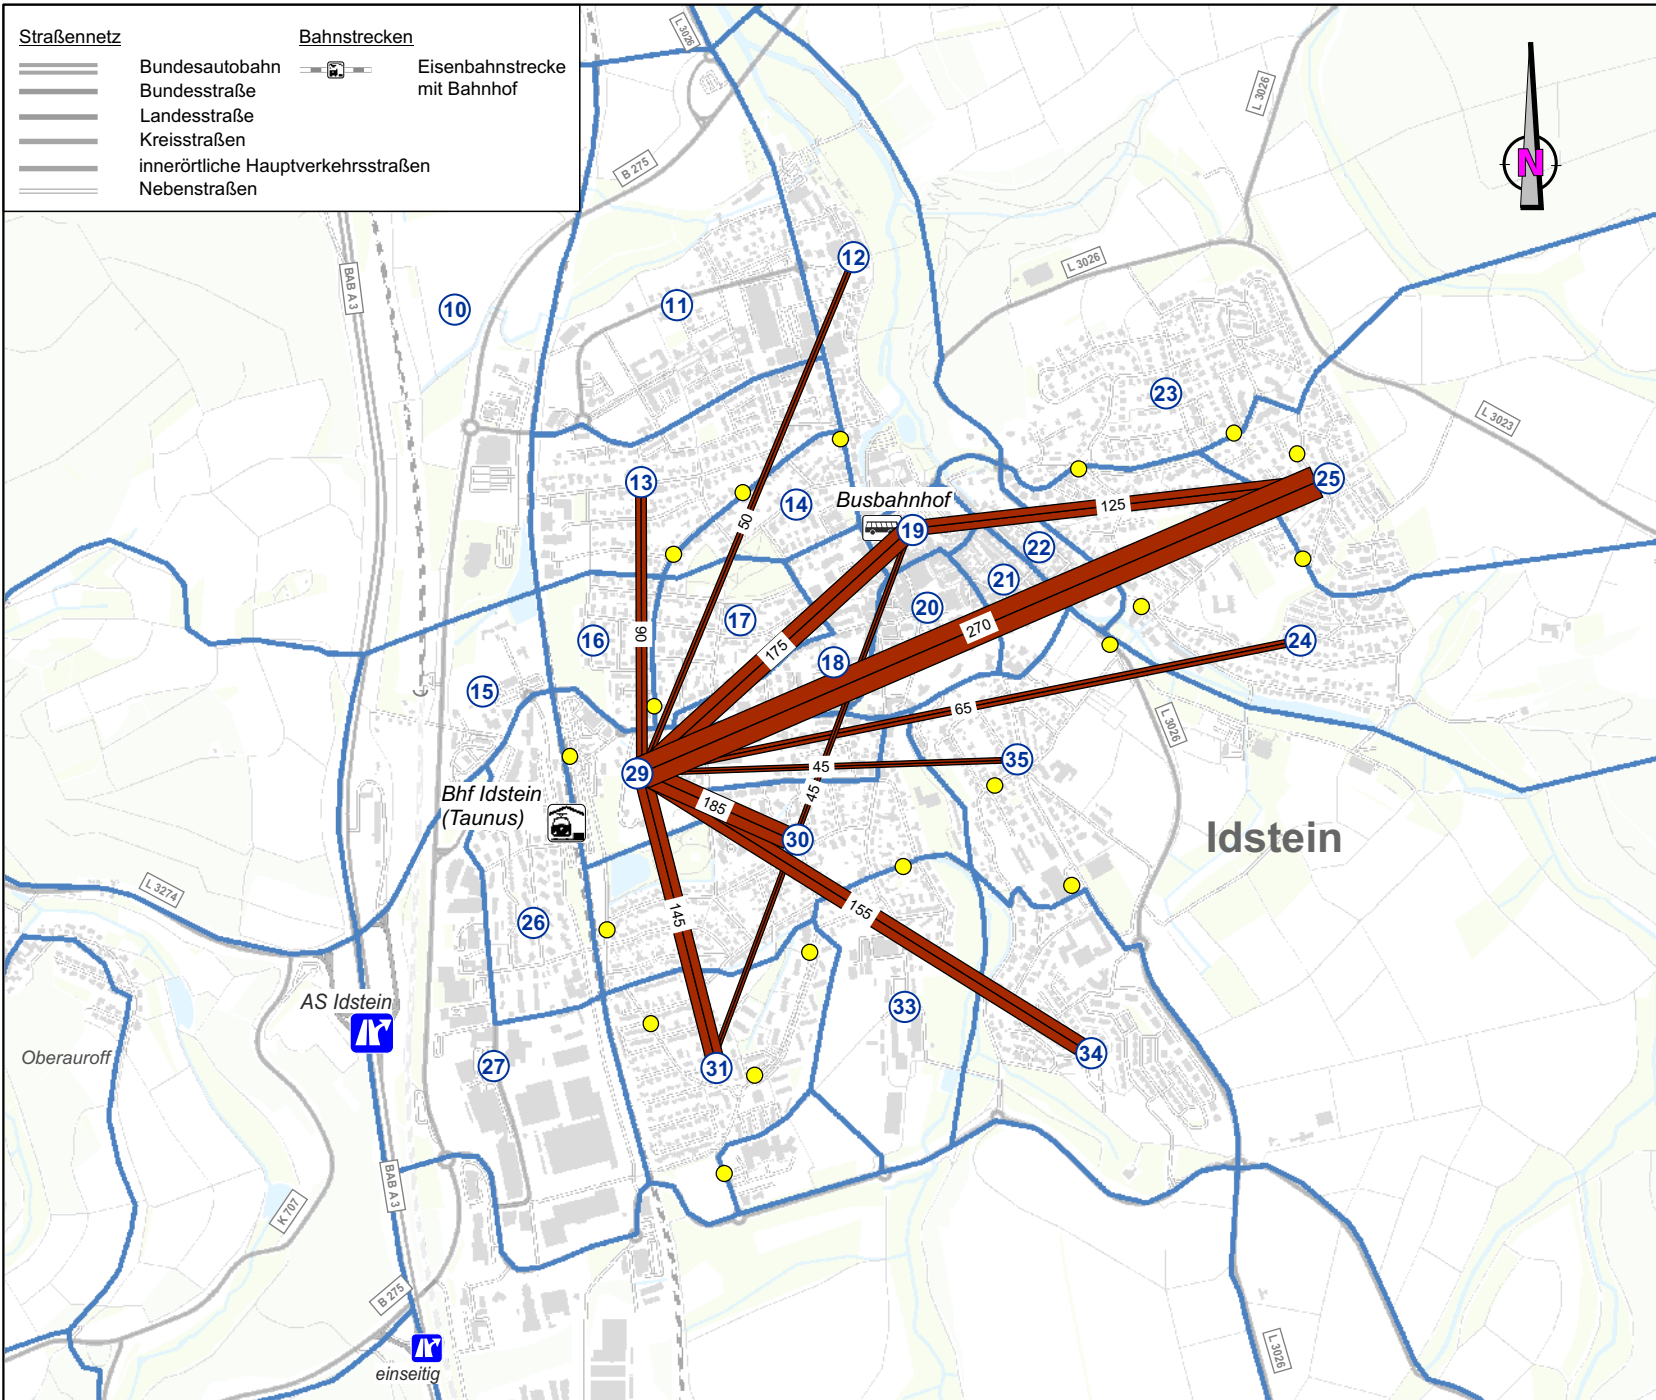 Straßennetz
Bahnstrecken
Bundesautobahn
Eisenbahnstrecke
mit Bahnhof
Bundesstraße
Landesstraße
Kreisstraßen
innerörtliche Hauptverkehrsstraßen
Nebenstraßen
L 3026
L 3026
B 275
N
BAB A 3
L 3026
12
10
11
23
L 3023
13
25
14
Busbahnhof
125
50
19
22
21
20
90
16
17
270
24
175
18
15
65
L 3026
35
45
29
Bhf Idstein
(Taunus)
45
185
30
Idstein
L 3274
155
145
26
AS Idstein
33
Oberauroff
34
27
31
BAB A 3
K 707
B 275
einseitig
L 3026